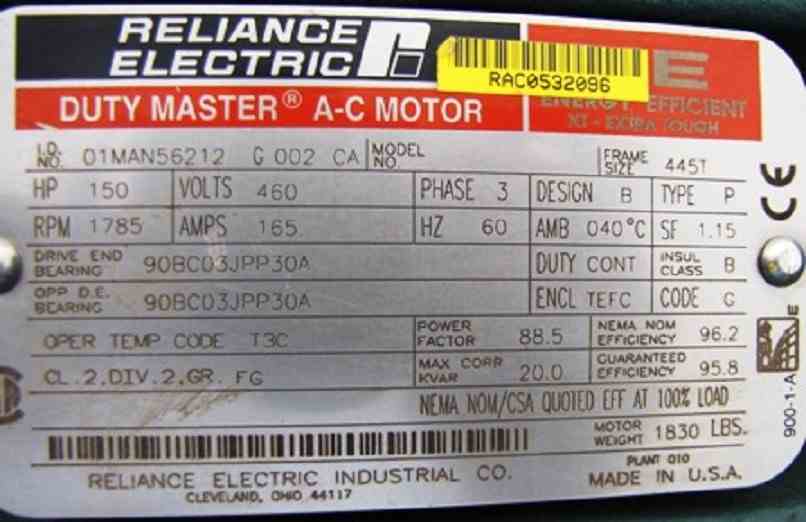 RELIANCE
ELECTRIC
RAC0532096
E
ENERGY EFFICIENT
XT - EXTRA TOUGH
DUTY MASTER® A-C MOTOR
I.D. NO. 01MAN56212 G 002 CA MODEL NO. FRAME SIZE 445T
HP 150 VOLTS 460 PHASE 3 DESIGN B TYPE P
RPM 1785 AMPS 165 HZ 60 AMB 040°C SF 1.15
DRIVE END BEARING 90BC03JPP30A DUTY CONT INSUL CLASS B
OPP D.E. BEARING 90BC03JPP30A ENCL TEFC CODE G
OPER TEMP CODE T3C POWER FACTOR 88.5 NEMA NOM EFFICIENCY 96.2
CL.2,DIV.2,GR. FG MAX CORR KVAR 20.0 GUARANTEED EFFICIENCY 95.8
NEMA NOM/CSA QUOTED EFF AT 100% LOAD
MOTOR WEIGHT 1830 LBS.
RELIANCE ELECTRIC INDUSTRIAL CO.
CLEVELAND, OHIO 44117
PLANT 010
MADE IN U.S.A.
CE
E
900-1-A